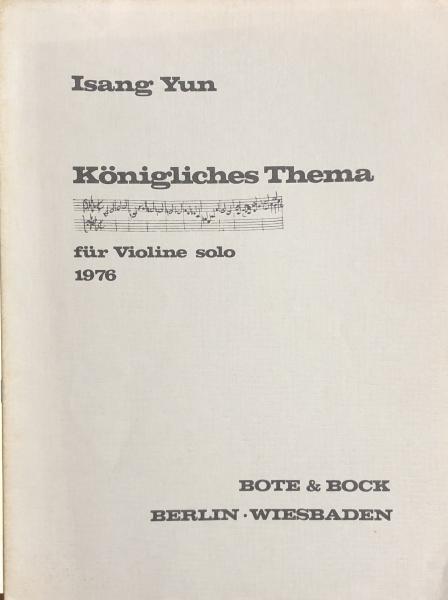 Isang Yun
Königliches Thema
für Violine solo
1976
BOTE & BOCK
BERLIN · WIESBADEN